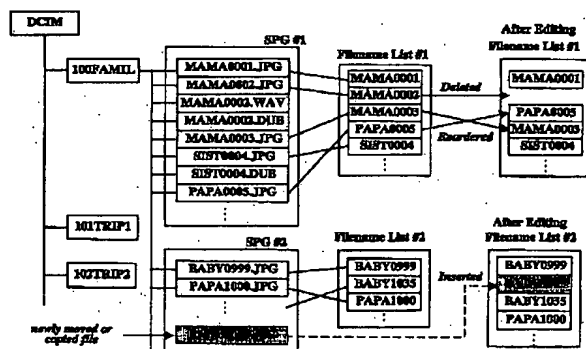 DCIM
100FAMIL
101TRIP1
102TRIP2
SPG #1
MAMA0001.JPG
MAMA0002.JPG
MAMA0002.WAV
MAMA0002.DUB
MAMA0003.JPG
SIST0004.JPG
SIST0004.DUB
PAPA0005.JPG
Filename List #1
MAMA0001
MAMA0002
MAMA0003
PAPA0005
SIST0004
Deleted
Reordered
After Editing
Filename List #1
MAMA0001
PAPA0005
MAMA0003
SIST0004
SPG #2
BABY0999.JPG
PAPA1000.JPG
newly moved or
copied file
Filename List #2
BABY0999
BABY1035
PAPA1000
Inserted
After Editing
Filename List #2
BABY0999
BABY1035
PAPA1000